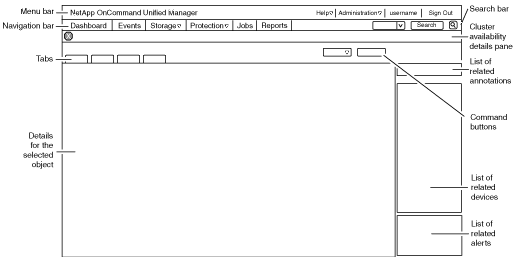 Menu bar
NetApp OnCommand Unified Manager
Help▽ | Administration▽ | username | Sign Out
Search bar
Navigation bar
Dashboard | Events | Storage▽ | Protection▽ | Jobs | Reports
Search
Cluster
availability
details pane
Tabs
List of
related
annotations
Command
buttons
Details
for the
selected
object
List of
related
devices
List of
related
alerts